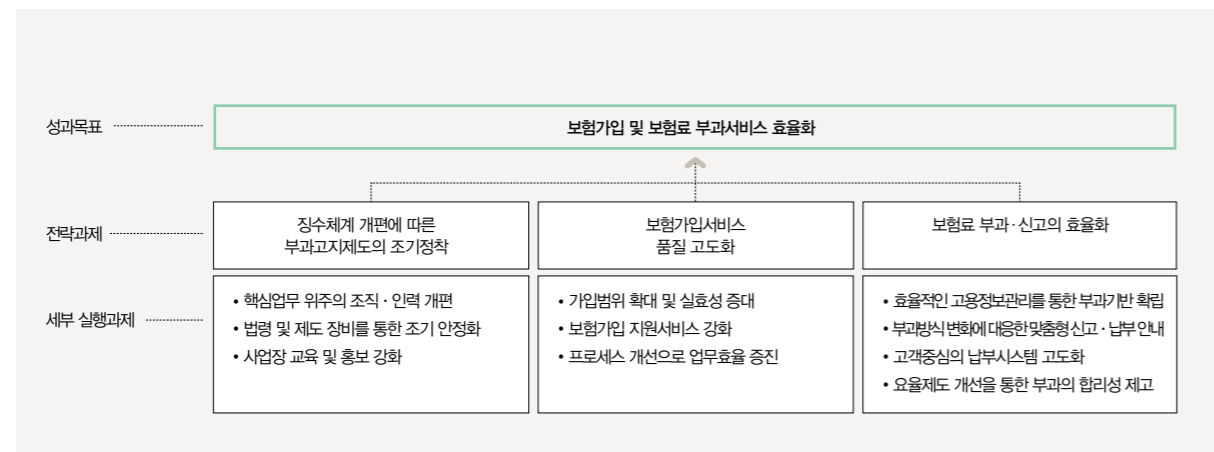 성과목표
보험가입 및 보험료 부과서비스 효율화
전략과제
징수체계 개편에 따른
부과고지제도의 조기정착
보험가입서비스
품질 고도화
보험료 부과·신고의 효율화
세부 실행과제
• 핵심업무 위주의 조직·인력 개편
• 법령 및 제도 장비를 통한 조기 안정화
• 사업장 교육 및 홍보 강화
• 가입범위 확대 및 실효성 증대
• 보험가입 지원서비스 강화
• 프로세스 개선으로 업무효율 증진
• 효율적인 고용정보관리를 통한 부과기반 확립
• 부과방식 변화에 대응한 맞춤형 신고·납부 안내
• 고객중심의 납부시스템 고도화
• 요율제도 개선을 통한 부과의 합리성 제고